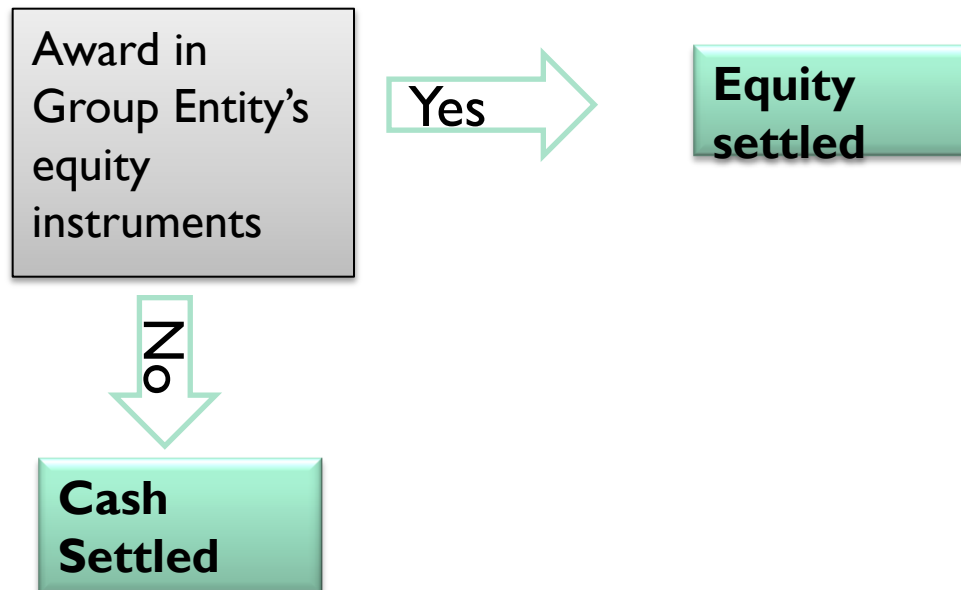 Award in
Group Entity's
equity
instruments
Yes
Equity
settled
No
Cash
Settled